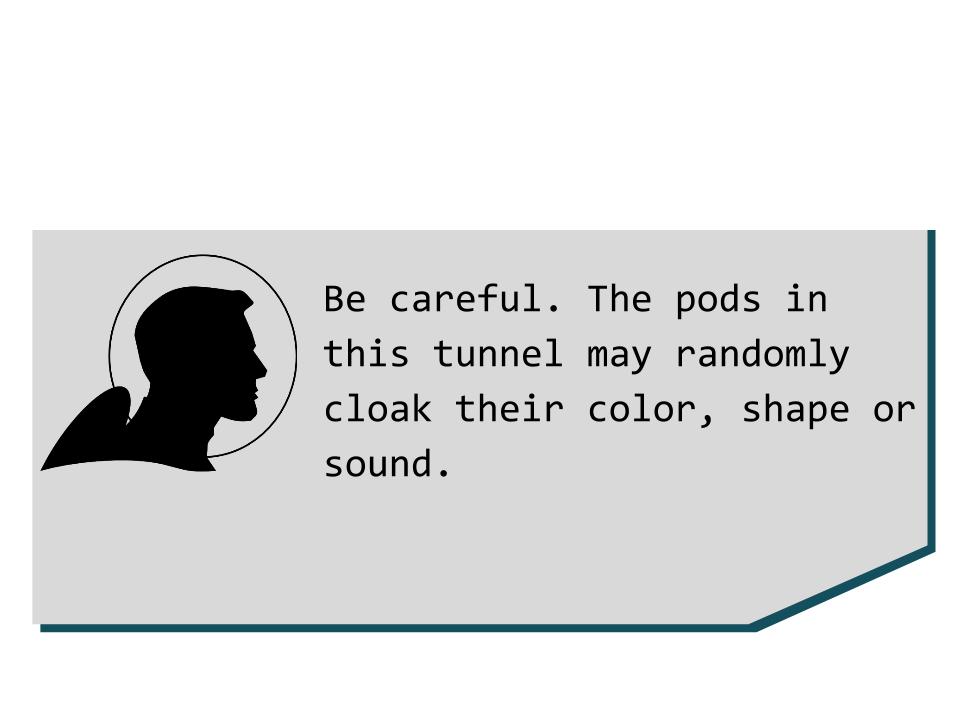 Be careful. The pods in
this tunnel may randomly
cloak their color, shape or
sound.